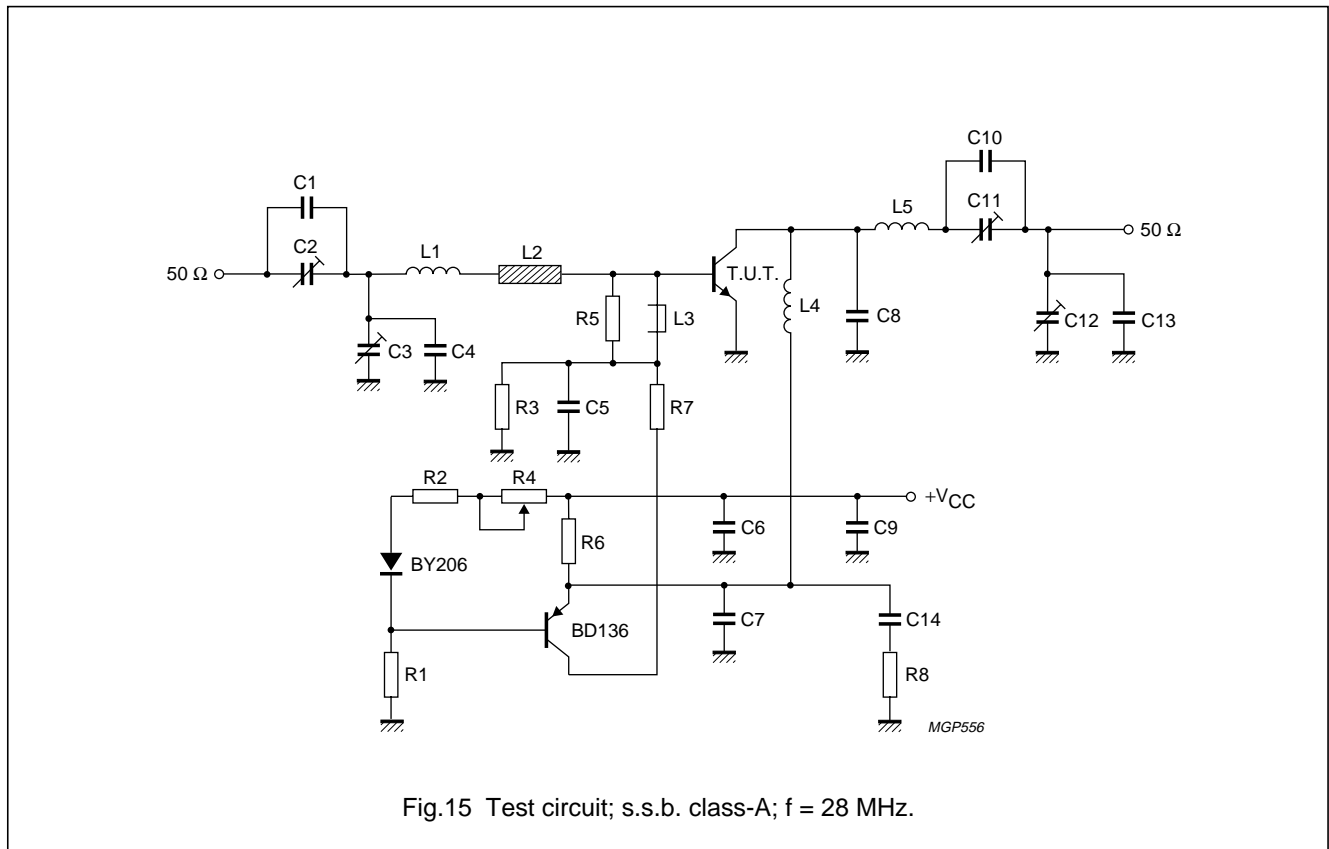 C10
C1
C11
L5
C2
L1
L2
50 Ω
50 Ω
T.U.T.
R5
L3
L4
C8
C12
C13
C3
C4
R3
C5
R7
R2
R4
+VCC
C6
C9
R6
BY206
C7
C14
BD136
R1
R8
MGP556
Fig.15 Test circuit; s.s.b. class-A; f = 28 MHz.